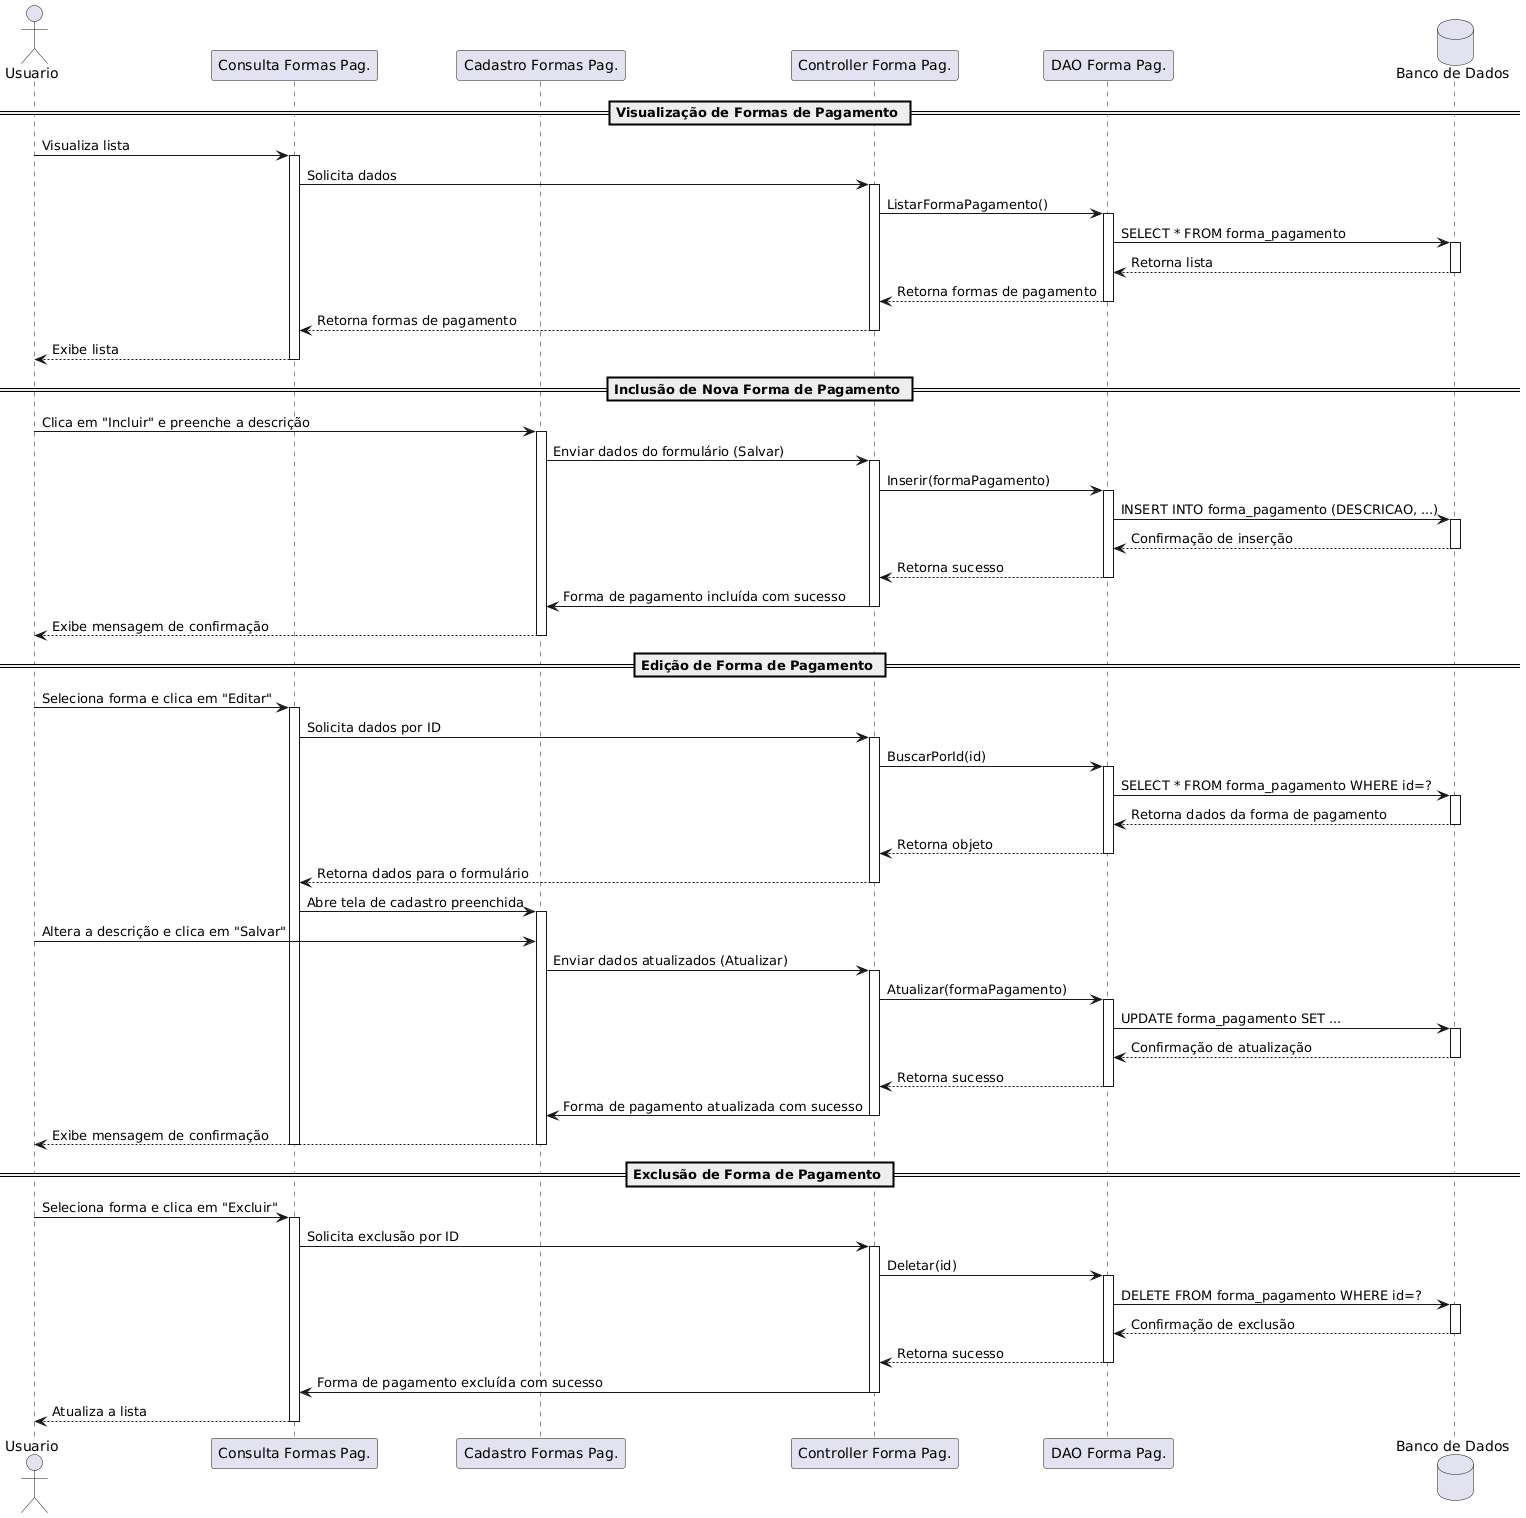 Usuario
Consulta Formas Pag.
Cadastro Formas Pag.
Controller Forma Pag.
DAO Forma Pag.
Banco de Dados
Visualização de Formas de Pagamento
Visualiza lista
Solicita dados
ListarFormaPagamento()
SELECT * FROM forma_pagamento
Retorna lista
Retorna formas de pagamento
Retorna formas de pagamento
Exibe lista
Inclusão de Nova Forma de Pagamento
Clica em "Incluir" e preenche a descrição
Enviar dados do formulário (Salvar)
Inserir(formaPagamento)
INSERT INTO forma_pagamento (DESCRICAO, ...)
Confirmação de inserção
Retorna sucesso
Forma de pagamento incluída com sucesso
Exibe mensagem de confirmação
Edição de Forma de Pagamento
Seleciona forma e clica em "Editar"
Solicita dados por ID
BuscarPorId(id)
SELECT * FROM forma_pagamento WHERE id=?
Retorna dados da forma de pagamento
Retorna objeto
Retorna dados para o formulário
Abre tela de cadastro preenchida
Altera a descrição e clica em "Salvar"
Enviar dados atualizados (Atualizar)
Atualizar(formaPagamento)
UPDATE forma_pagamento SET ...
Confirmação de atualização
Retorna sucesso
Forma de pagamento atualizada com sucesso
Exibe mensagem de confirmação
Exclusão de Forma de Pagamento
Seleciona forma e clica em "Excluir"
Solicita exclusão por ID
Deletar(id)
DELETE FROM forma_pagamento WHERE id=?
Confirmação de exclusão
Retorna sucesso
Forma de pagamento excluída com sucesso
Atualiza a lista
Usuario
Consulta Formas Pag.
Cadastro Formas Pag.
Controller Forma Pag.
DAO Forma Pag.
Banco de Dados